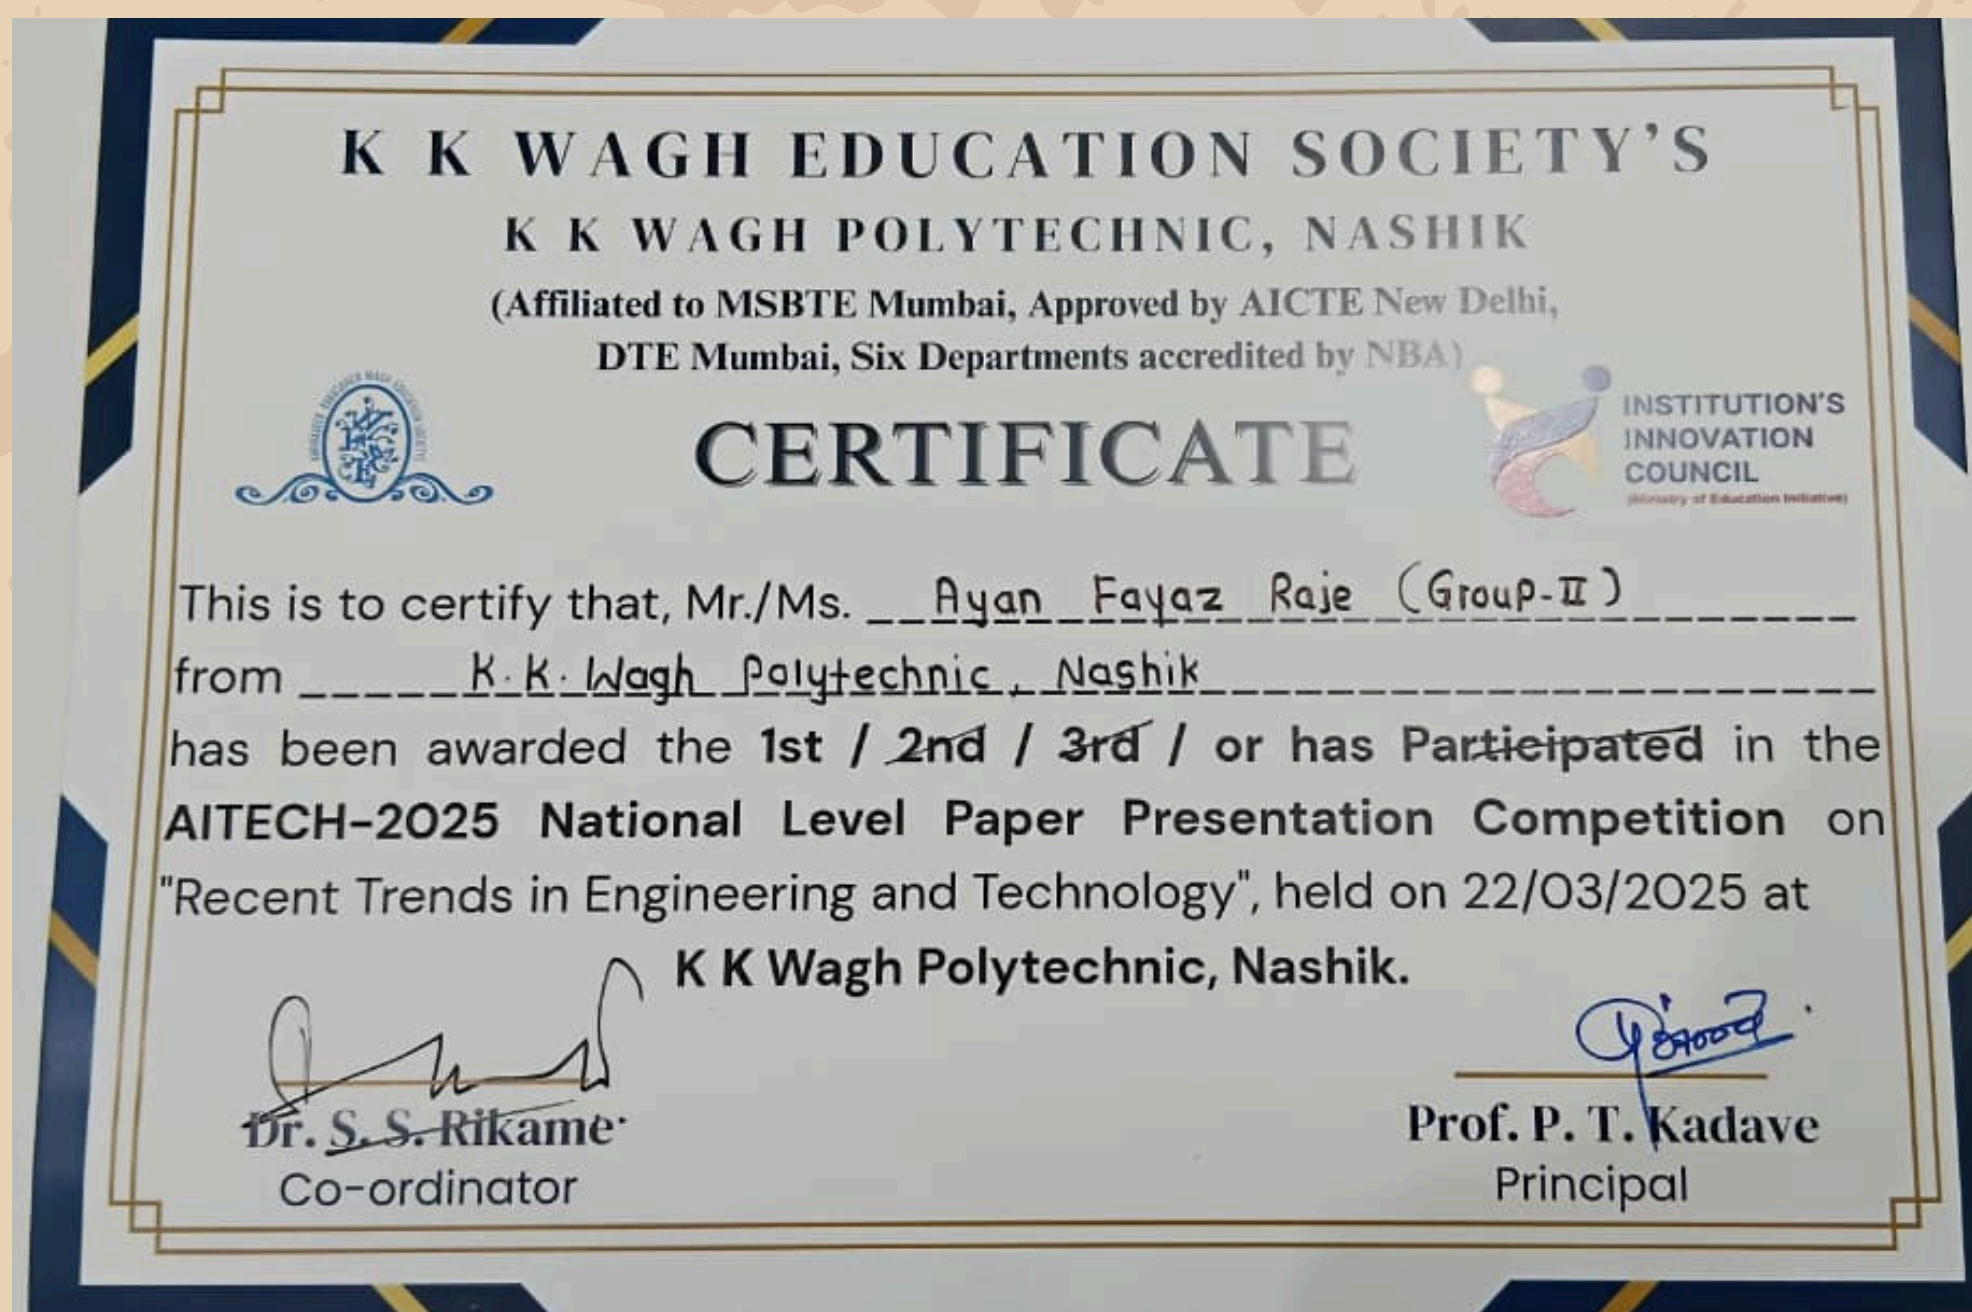 K K WAGH EDUCATION SOCIETY'S
K K WAGH POLYTECHNIC, NASHIK
(Affiliated to MSBTE Mumbai, Approved by AICTE New Delhi,
DTE Mumbai, Six Departments accredited by NBA)
CERTIFICATE
INSTITUTION'S
INNOVATION
COUNCIL
(Ministry of Education Initiative)
This is to certify that, Mr./Ms. Ayan Fayaz Raje (Group-II)
from K.K. Wagh Polytechnic, Nashik
has been awarded the 1st / 2nd / 3rd / or has Participated in the
AITECH-2025 National Level Paper Presentation Competition on
"Recent Trends in Engineering and Technology", held on 22/03/2025 at
K K Wagh Polytechnic, Nashik.
Dr. S. S. Rikame
Co-ordinator
Prof. P. T. Kadave
Principal